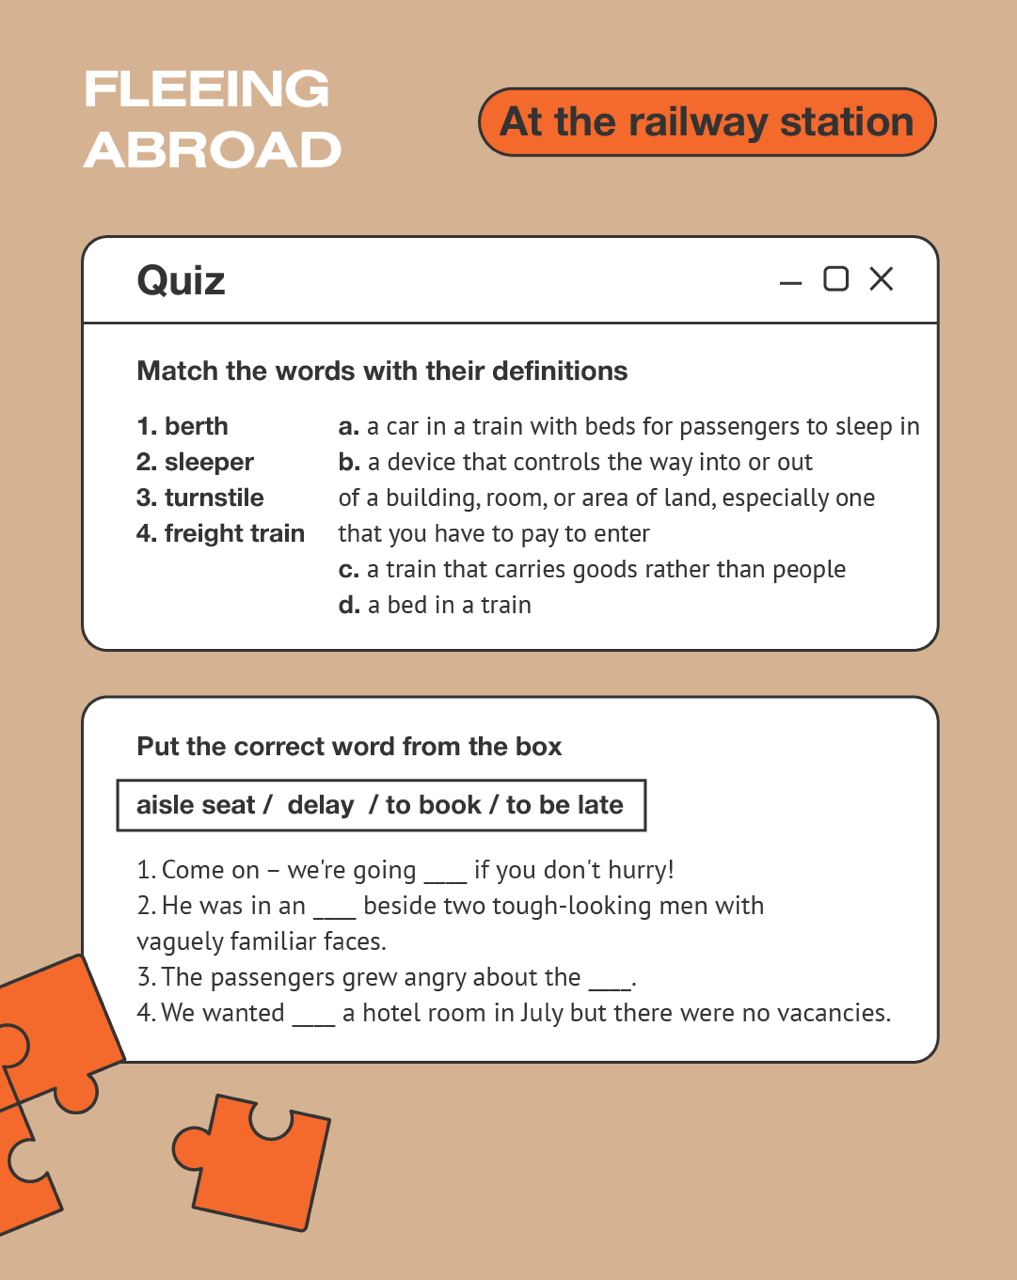 FLEEING
ABROAD
At the railway station
Quiz
Match the words with their definitions
1. berth
2. sleeper
3. turnstile
4. freight train
a. a car in a train with beds for passengers to sleep in
b. a device that controls the way into or out
of a building, room, or area of land, especially one
that you have to pay to enter
c. a train that carries goods rather than people
d. a bed in a train
Put the correct word from the box
aisle seat / delay / to book / to be late
1. Come on – we're going ____ if you don't hurry!
2. He was in an ____ beside two tough-looking men with
vaguely familiar faces.
3. The passengers grew angry about the ____.
4. We wanted ____ a hotel room in July but there were no vacancies.